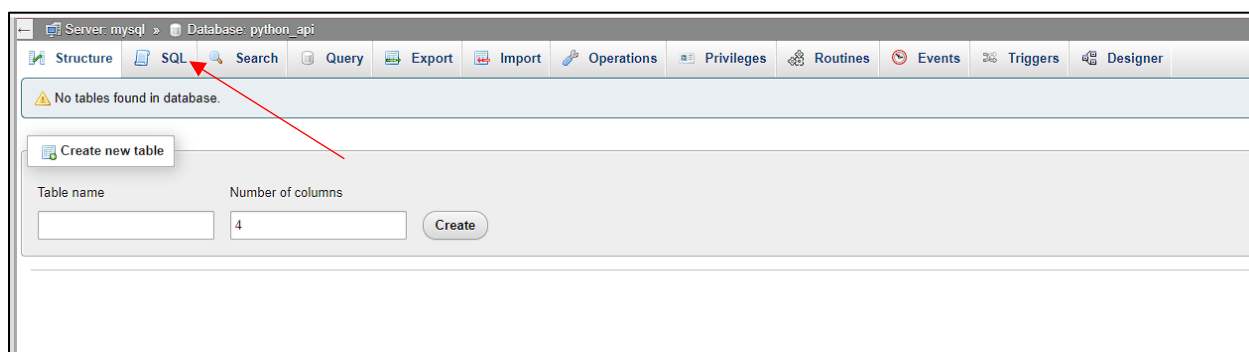 ← Server: mysql » Database: python_api
Structure SQL Search Query Export Import Operations Privileges Routines Events Triggers Designer
No tables found in database.
Create new table
Table name Number of columns
4 Create